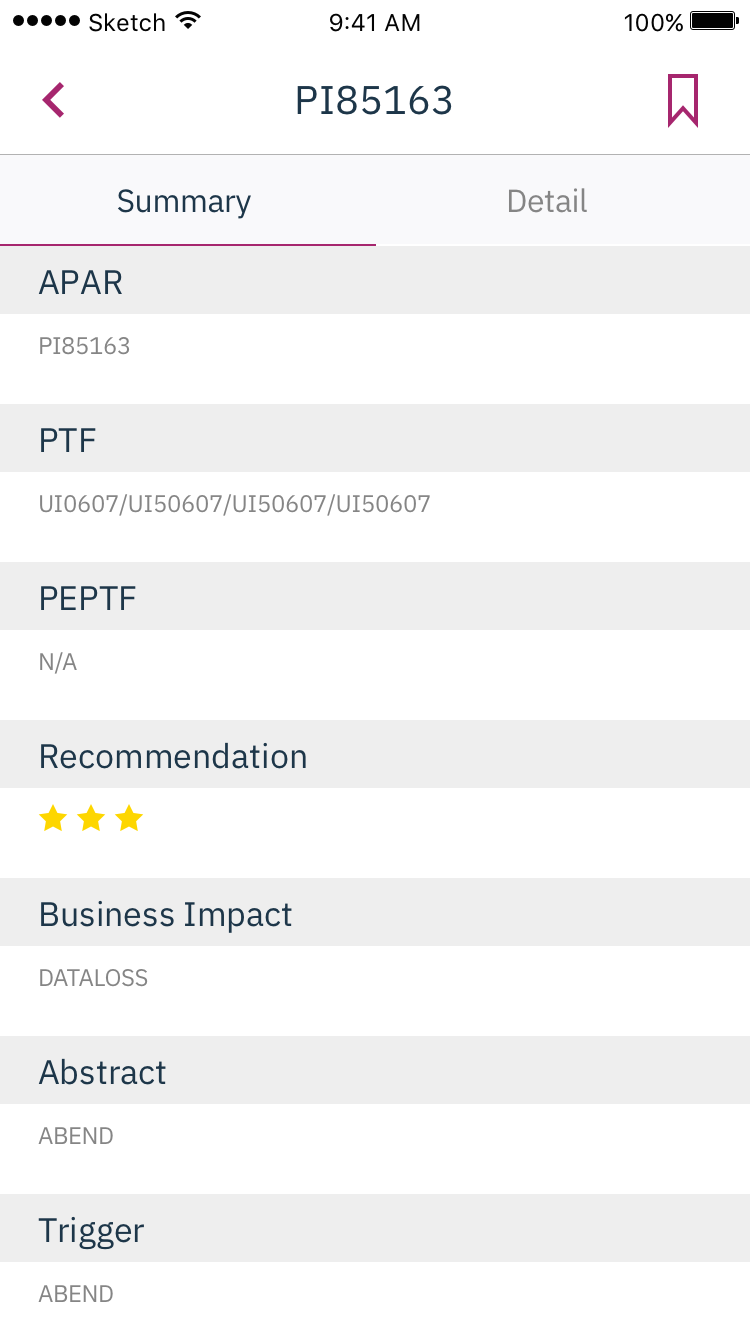 Sketch 9:41 AM 100%
PI85163
Summary Detail
APAR
PI85163
PTF
UI0607/UI50607/UI50607/UI50607
PEPTF
N/A
Recommendation
Business Impact
DATALOSS
Abstract
ABEND
Trigger
ABEND